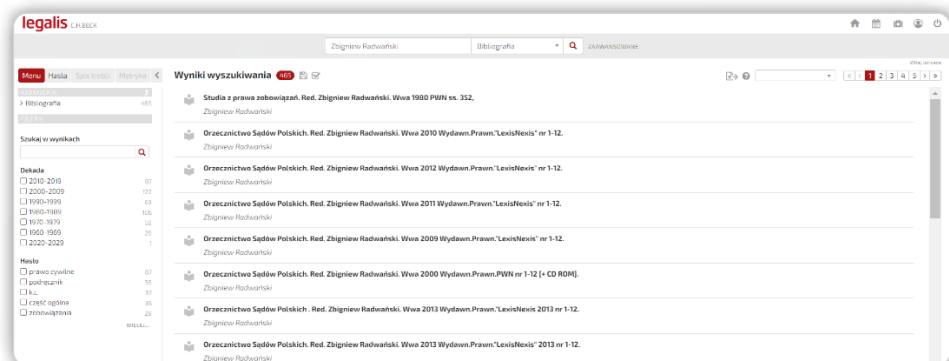 legalis C.H.BECK
Zbigniew Radwański Bibliografia ZAAWANSOWANE
Menu Hasła Spis treści Metryka
Wyniki wyszukiwania 465
1 2 3 4 5
KATEGORIE
Bibliografia 465
FILTRY
Szukaj w wynikach
Dekada
2010-2019 87
2000-2009 122
1990-1999 63
1980-1989 106
1970-1979
1960-1969
2020-2029 1
Hasło
prawo cywilne 87
podręcznik
k.c.
część ogólna
zobowiązania
WIĘCEJ...
Studia z prawa zobowiązań. Red. Zbigniew Radwański. Wwa 1980 PWN ss. 352,
Zbigniew Radwański
Orzecznictwo Sądów Polskich. Red. Zbigniew Radwański. Wwa 2010 Wydawn.Prawn."LexisNexis" nr 1-12.
Zbigniew Radwański
Orzecznictwo Sądów Polskich. Red. Zbigniew Radwański. Wwa 2012 Wydawn.Prawn."LexisNexis" nr 1-12.
Zbigniew Radwański
Orzecznictwo Sądów Polskich. Red. Zbigniew Radwański. Wwa 2011 Wydawn.Prawn."LexisNexis" nr 1-12.
Zbigniew Radwański
Orzecznictwo Sądów Polskich. Red. Zbigniew Radwański. Wwa 2009 Wydawn.Prawn."LexisNexis" nr 1-12.
Zbigniew Radwański
Orzecznictwo Sądów Polskich. Red. Zbigniew Radwański. Wwa 2000 Wydawn.Prawn.PWN nr 1-12 [+ CD ROM].
Zbigniew Radwański
Orzecznictwo Sądów Polskich . Red. Zbigniew Radwański. Wwa 2013 Wydawn.Prawn.LexisNexis 2013 nr 1-12.
Zbigniew Radwański
Orzecznictwo Sądów Polskich. Red. Zbigniew Radwański. Wwa 2013 Wydawn.Prawn."LexisNexis" 2013 nr 1-12.
Zbigniew Radwański